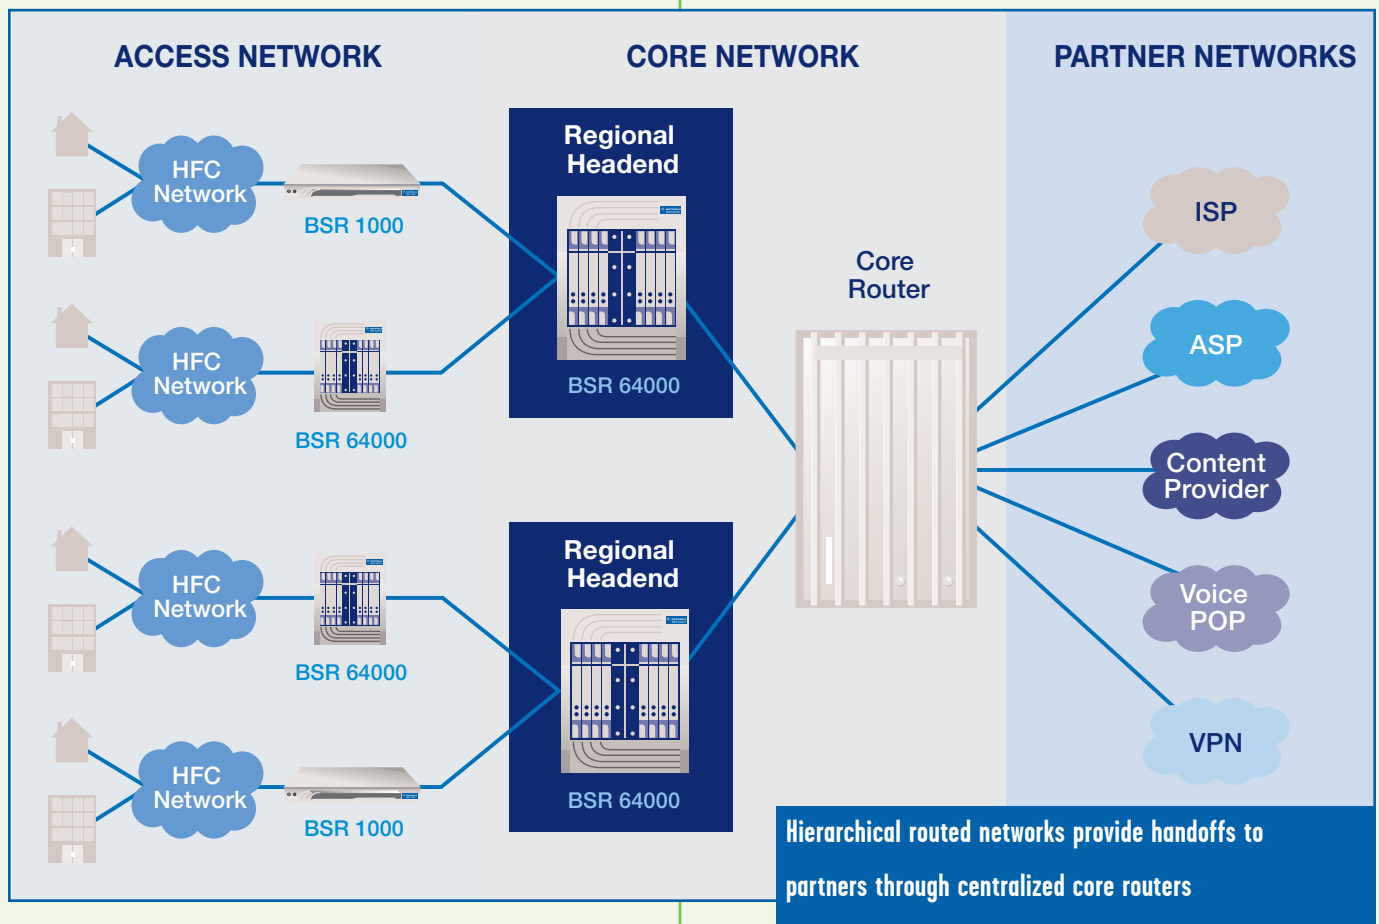 ACCESS NETWORK
CORE NETWORK
PARTNER NETWORKS
HFC
Network
BSR 1000
HFC
Network
BSR 64000
HFC
Network
BSR 64000
HFC
Network
BSR 1000
Regional
Headend
BSR 64000
Regional
Headend
BSR 64000
Core
Router
ISP
ASP
Content
Provider
Voice
POP
VPN
Hierarchical routed networks provide handoffs to
partners through centralized core routers